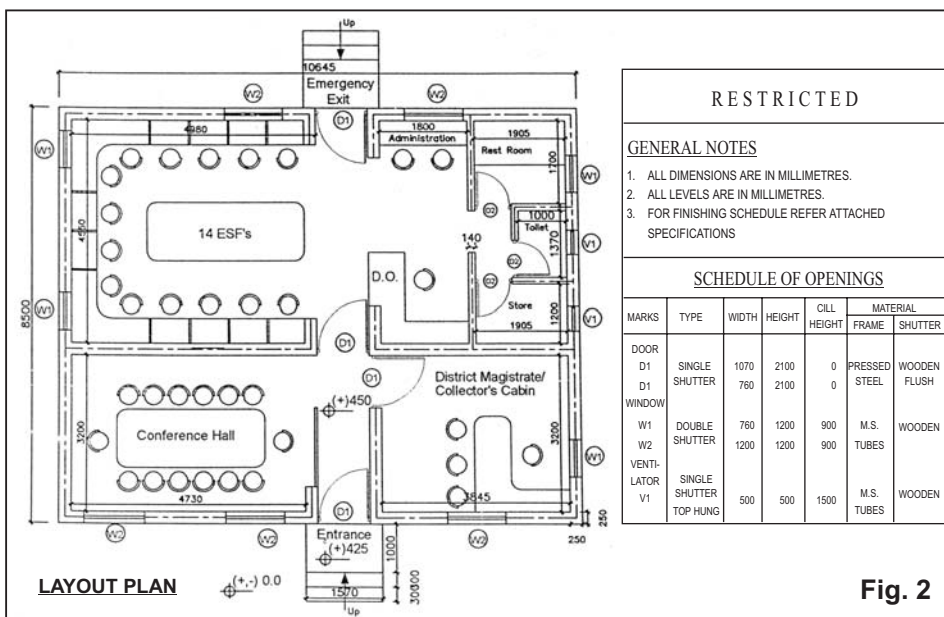 Up
10645
Emergency
Exit
W2
W2
D1
4980
1800
Administration
1905
Rest Room
W1
W1
1700
D2
1000
Toilet
14 ESF's
4550
140
1370
V1
D2
D.O.
D2
8500
W1
Store
1200
V1
1905
D1
D1
District Magistrate/
Collector's Cabin
(+)450
3200
Conference Hall
3200
W1
4730
3845
D1
W2
W2
Entrance
(+)425
W2
1000
250
250
(+,-) 0.0
1570
Up
LAYOUT PLAN
RESTRICTED
GENERAL NOTES
1. ALL DIMENSIONS ARE IN MILLIMETRES.
2. ALL LEVELS ARE IN MILLIMETRES.
3. FOR FINISHING SCHEDULE REFER ATTACHED
SPECIFICATIONS
SCHEDULE OF OPENINGS
MARKS TYPE WIDTH HEIGHT CILL HEIGHT MATERIAL
FRAME SHUTTER
DOOR
D1 SINGLE SHUTTER 1070 2100 0 PRESSED STEEL WOODEN FLUSH
D1 760 2100 0
WINDOW
W1 DOUBLE SHUTTER 760 1200 900 M.S. TUBES WOODEN
W2 1200 1200 900
VENTI-
LATOR
V1 SINGLE SHUTTER TOP HUNG 500 500 1500 M.S. TUBES WOODEN
Fig. 2